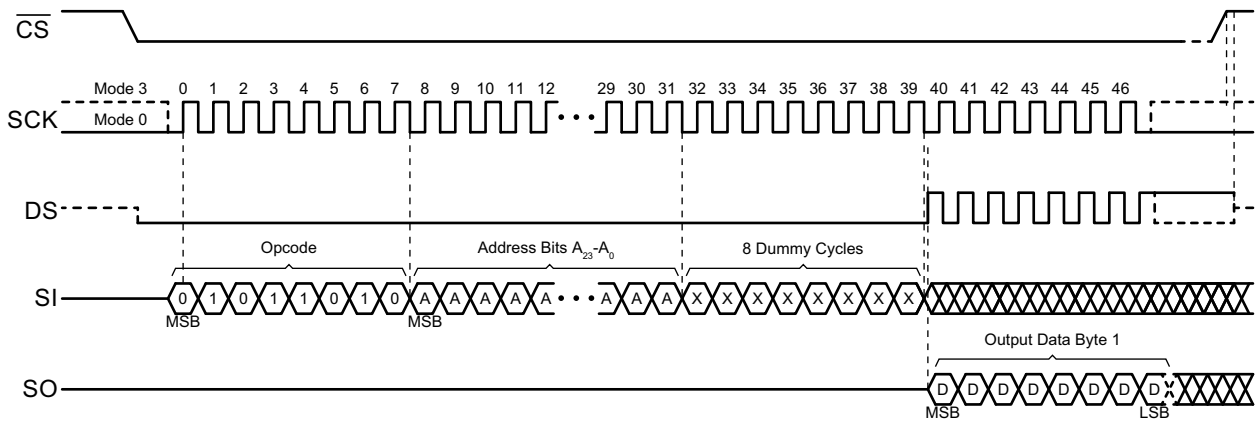 CS
Mode 3 0 1 2 3 4 5 6 7 8 9 10 11 12 29 30 31 32 33 34 35 36 37 38 39 40 41 42 43 44 45 46
SCK Mode 0
DS
Opcode Address Bits A23-A0 8 Dummy Cycles
SI 0 1 0 1 1 0 1 0 A A A A A A A A X X X X X X X X
MSB MSB
Output Data Byte 1
SO D D D D D D D D
MSB LSB